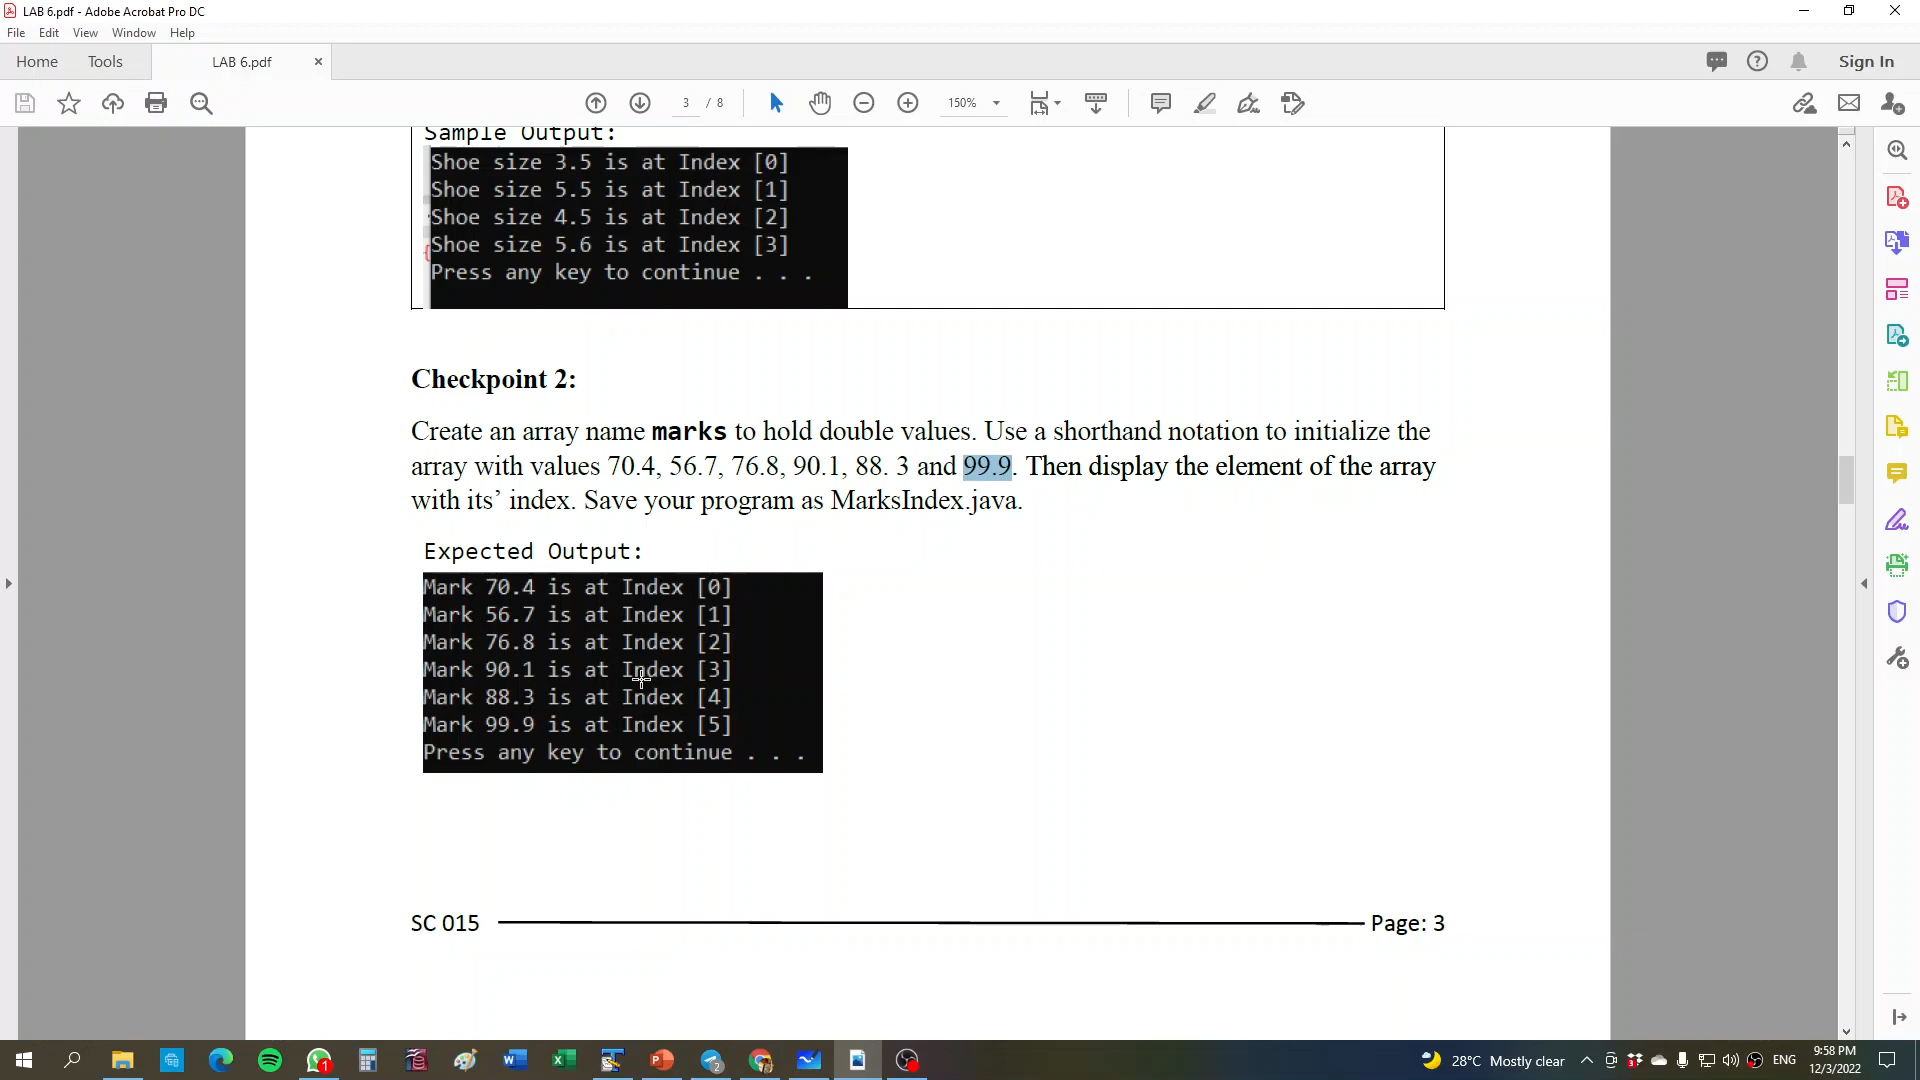 LAB 6.pdf - Adobe Acrobat Pro DC
File Edit View Window Help
Home Tools LAB 6.pdf Sign In
3 / 8 150%
Sample Output:
Shoe size 3.5 is at Index [0]
Shoe size 5.5 is at Index [1]
Shoe size 4.5 is at Index [2]
Shoe size 5.6 is at Index [3]
Press any key to continue . . .
Checkpoint 2:
Create an array name marks to hold double values. Use a shorthand notation to initialize the
array with values 70.4, 56.7, 76.8, 90.1, 88. 3 and 99.9. Then display the element of the array
with its’ index. Save your program as MarksIndex.java.
Expected Output:
Mark 70.4 is at Index [0]
Mark 56.7 is at Index [1]
Mark 76.8 is at Index [2]
Mark 90.1 is at Index [3]
Mark 88.3 is at Index [4]
Mark 99.9 is at Index [5]
Press any key to continue . . .
SC 015 Page: 3
28°C Mostly clear ENG 9:58 PM
12/3/2022